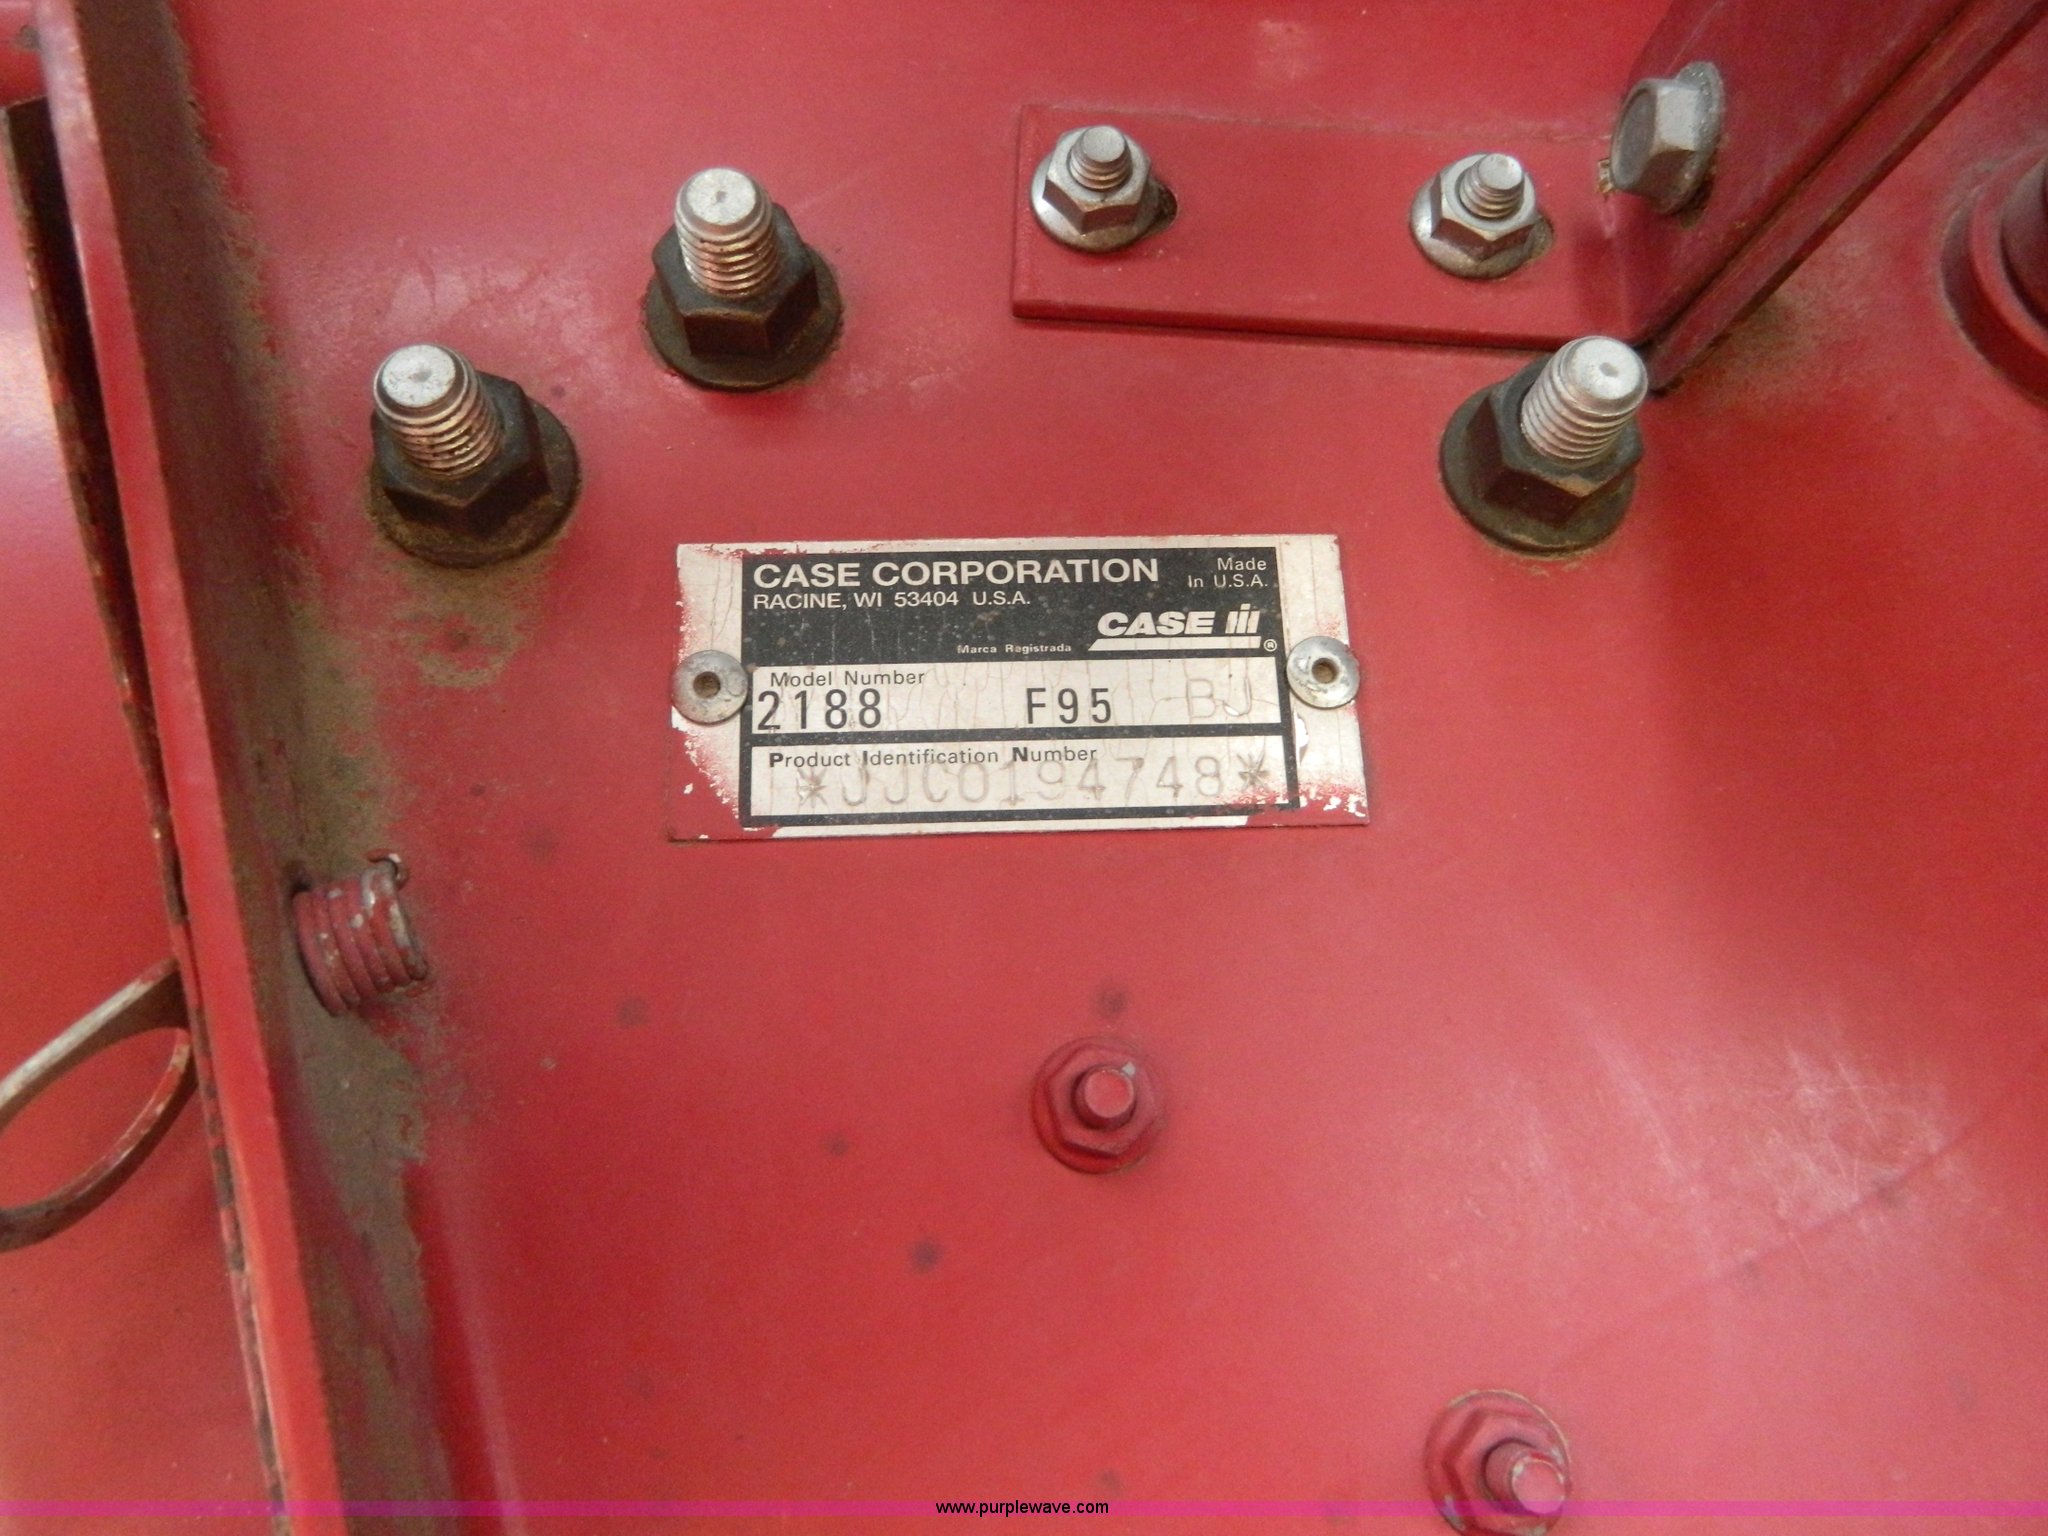 CASE CORPORATION
Made
In U.S.A.
RACINE, WI 53404 U.S.A.
CASE IH
Marca Registrada ®
Model Number
2188 F95 BJ
Product Identification Number
*JJC0194748*
www.purplewave.com